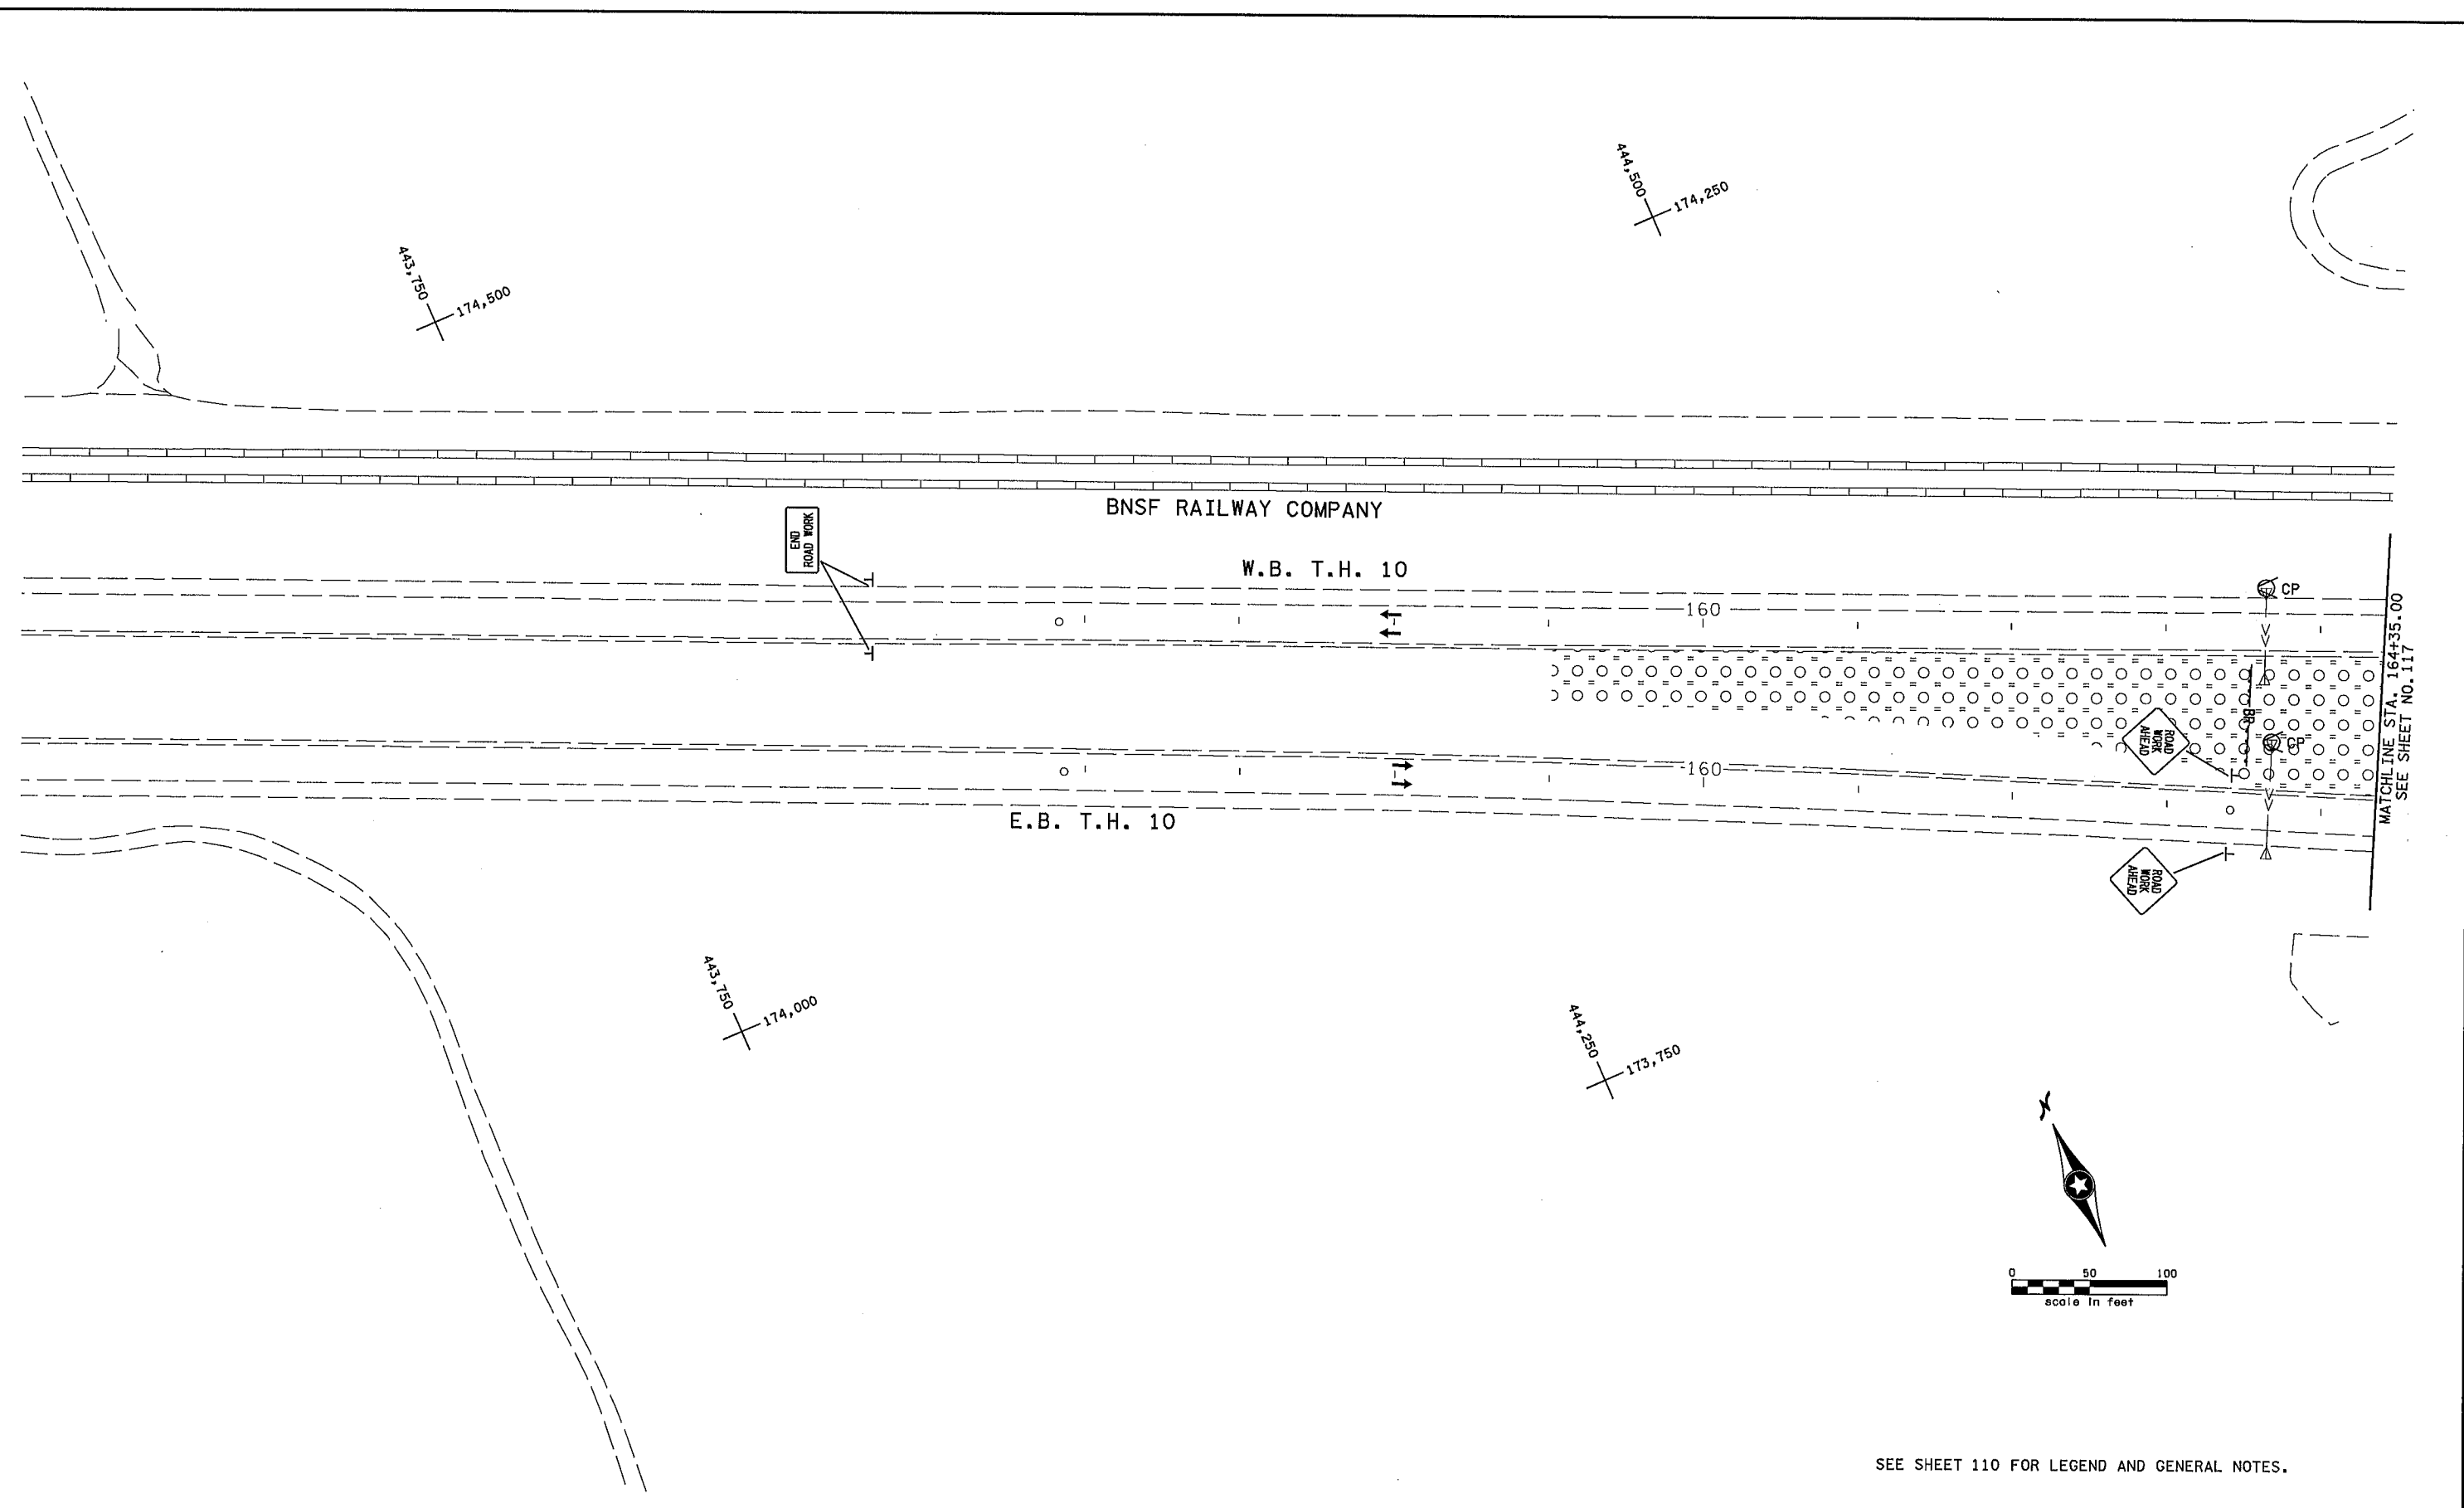 444,500
174,250
443,750
174,500
BNSF RAILWAY COMPANY
END
ROAD WORK
W.B. T.H. 10
CP
160
MATCHLINE STA. 164+35.00
SEE SHEET NO. 117
BR
ROAD
WORK
AHEAD
CP
160
E.B. T.H. 10
ROAD
WORK
AHEAD
443,750
174,000
444,250
173,750
N
0 50 100
scale in feet
SEE SHEET 110 FOR LEGEND AND GENERAL NOTES.